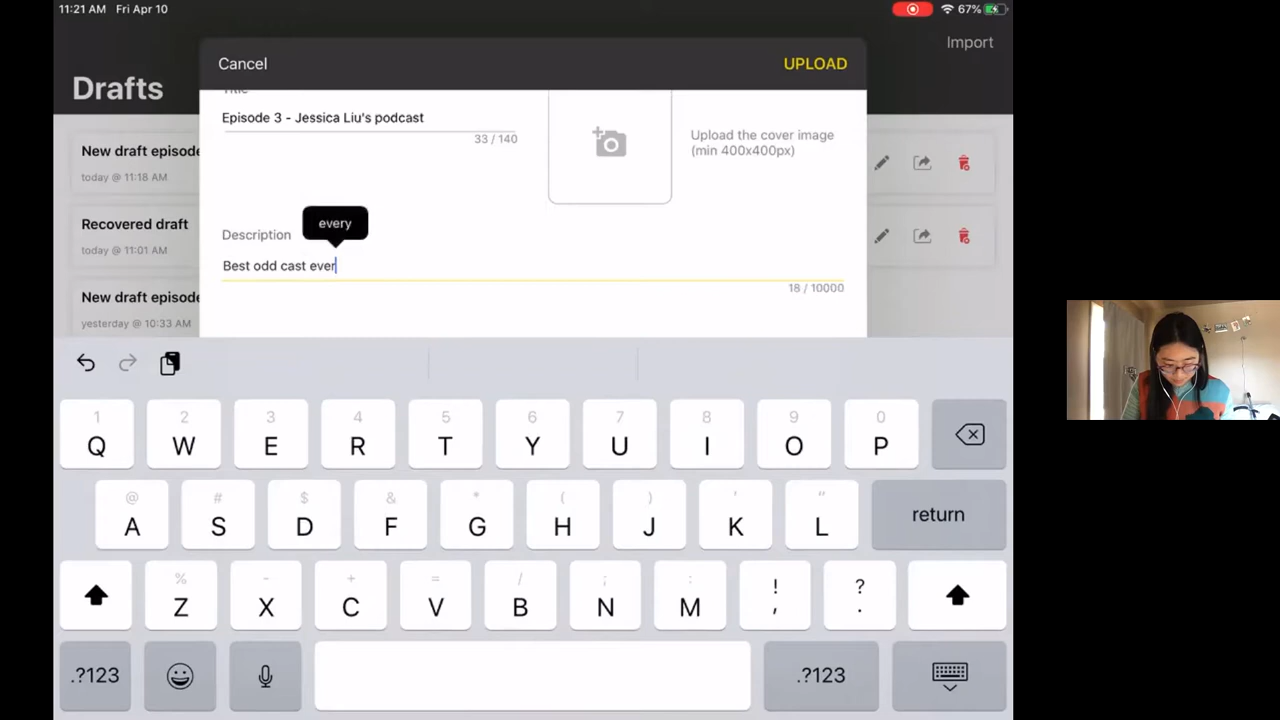 11:21 AM Fri Apr 10
67%
Import
Cancel
UPLOAD
Drafts
Title
Episode 3 - Jessica Liu's podcast
33 / 140
Upload the cover image
(min 400x400px)
New draft episode
today @ 11:18 AM
every
Recovered draft
today @ 11:01 AM
Description
Best odd cast ever
18 / 10000
New draft episode
yesterday @ 10:33 AM
1 2 3 4 5 6 7 8 9 0
Q W E R T Y U I O P
@ # $ & * ( ) ' "
A S D F G H J K L return
% - + = / ; : ! ?
Z X C V B N M , .
.?123 .?123